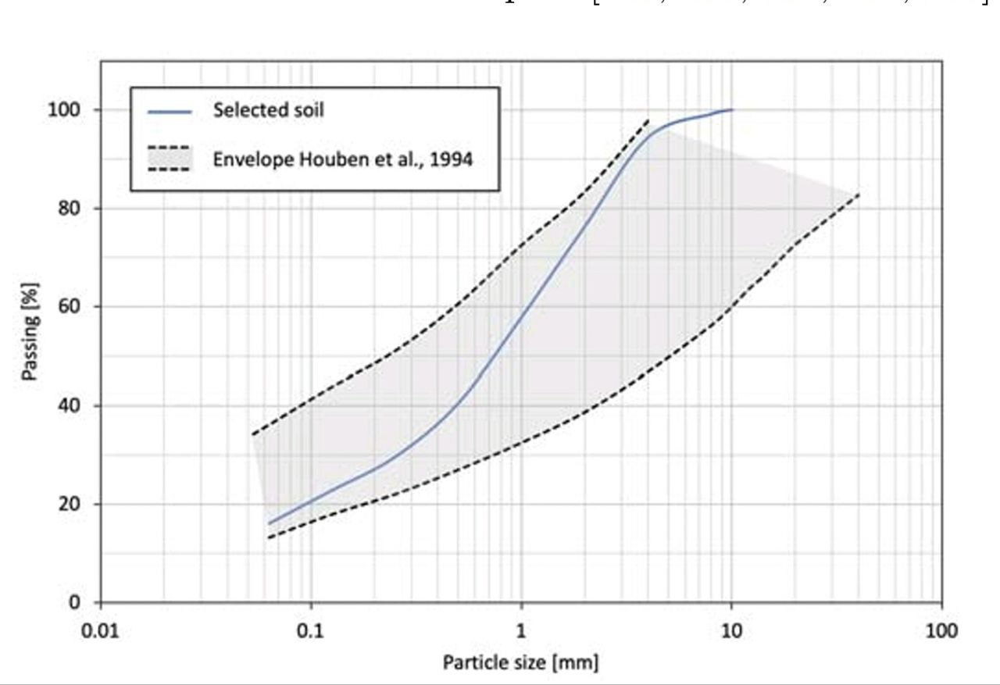 Selected soil
Envelope Houben et al., 1994
100
80
60
40
20
0
Passing [%]
0.01 0.1 1 10 100
Particle size [mm]